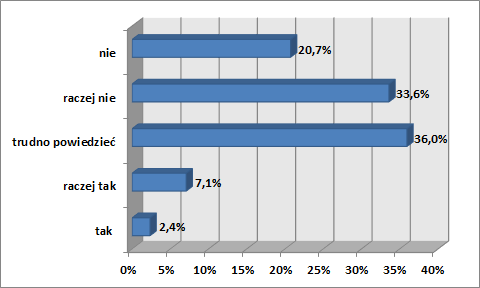 nie 20,7%
raczej nie 33,6%
trudno powiedzieć 36,0%
raczej tak 7,1%
tak 2,4%
0% 5% 10% 15% 20% 25% 30% 35% 40%